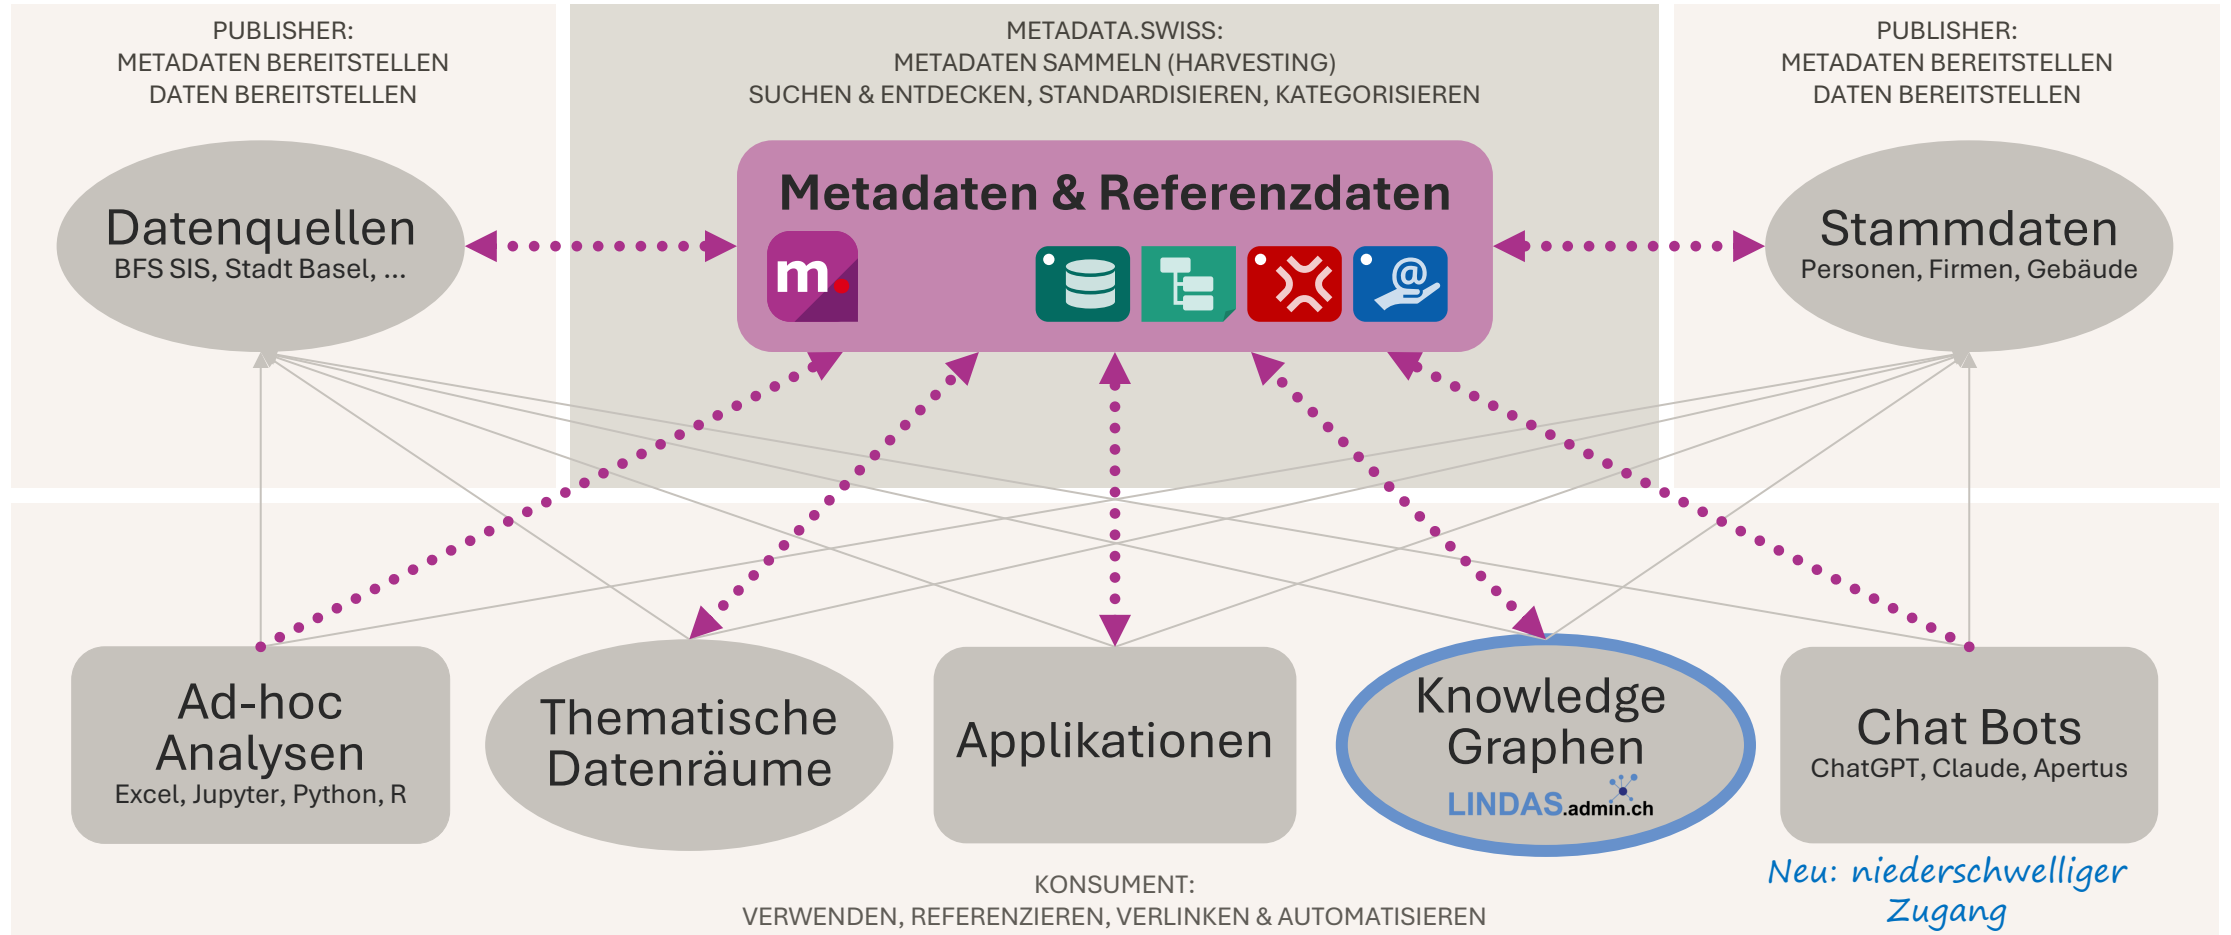 PUBLISHER:
METADATEN BEREITSTELLEN
DATEN BEREITSTELLEN
METADATA.SWISS:
METADATEN SAMMELN (HARVESTING)
SUCHEN & ENTDECKEN, STANDARDISIEREN, KATEGORISIEREN
PUBLISHER:
METADATEN BEREITSTELLEN
DATEN BEREITSTELLEN
Datenquellen
BFS SIS, Stadt Basel, ...
Metadaten & Referenzdaten
m.
@
Stammdaten
Personen, Firmen, Gebäude
Ad-hoc
Analysen
Excel, Jupyter, Python, R
Thematische
Datenräume
Applikationen
Knowledge
Graphen
LINDAS.admin.ch
Chat Bots
ChatGPT, Claude, Apertus
Neu: niederschwelliger
Zugang
KONSUMENT:
VERWENDEN, REFERENZIEREN, VERLINKEN & AUTOMATISIEREN